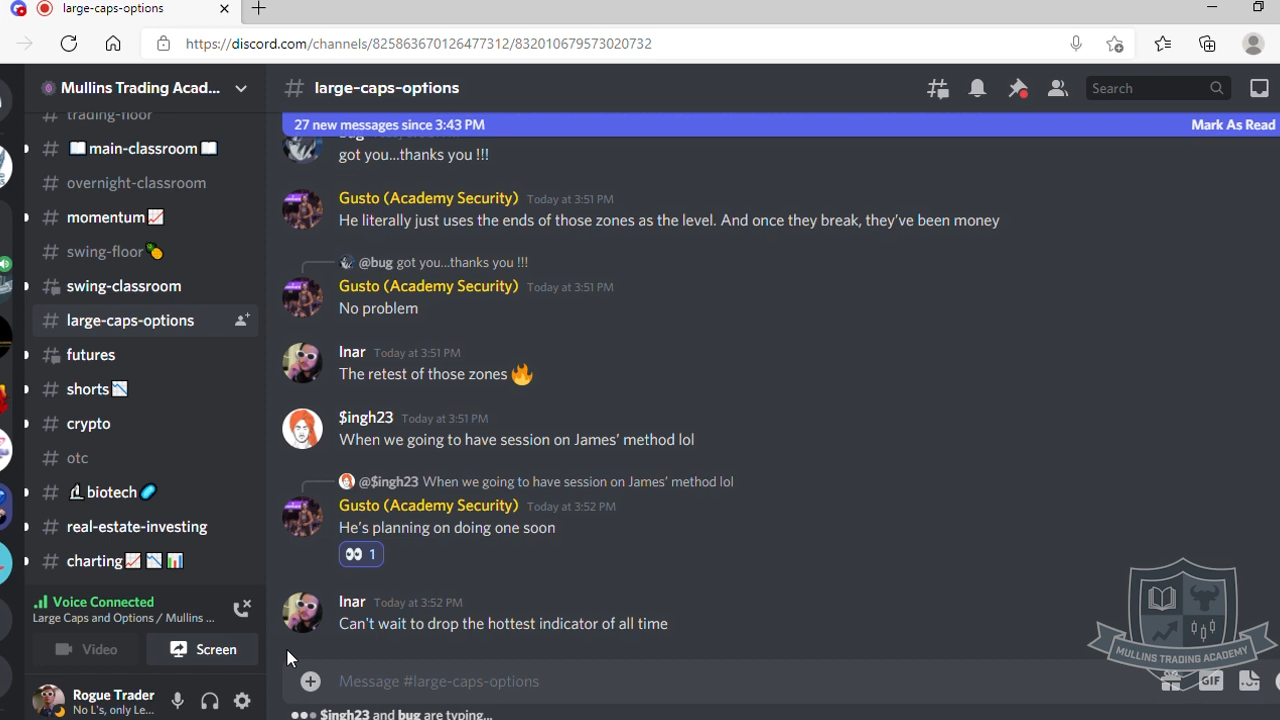 large-caps-options
https://discord.com/channels/825863670126477312/832010679573020732
Mullins Trading Acad...
large-caps-options
Search
trading-floor
main-classroom
overnight-classroom
momentum
swing-floor
swing-classroom
large-caps-options
futures
shorts
crypto
otc
biotech
real-estate-investing
charting
Voice Connected
Large Caps and Options / Mullins ...
Video
Screen
Rogue Trader
No L's, only Le...
27 new messages since 3:43 PM
Mark As Read
got you...thanks you !!!
Gusto (Academy Security) Today at 3:51 PM
He literally just uses the ends of those zones as the level. And once they break, they've been money
@bug got you...thanks you !!!
Gusto (Academy Security) Today at 3:51 PM
No problem
Inar Today at 3:51 PM
The retest of those zones 🔥
$ingh23 Today at 3:51 PM
When we going to have session on James' method lol
@$ingh23 When we going to have session on James' method lol
Gusto (Academy Security) Today at 3:52 PM
He's planning on doing one soon
👀 1
Inar Today at 3:52 PM
Can't wait to drop the hottest indicator of all time
Message #large-caps-options
GIF
$ingh23 and bug are typing...
MULLINS TRADING ACADEMY